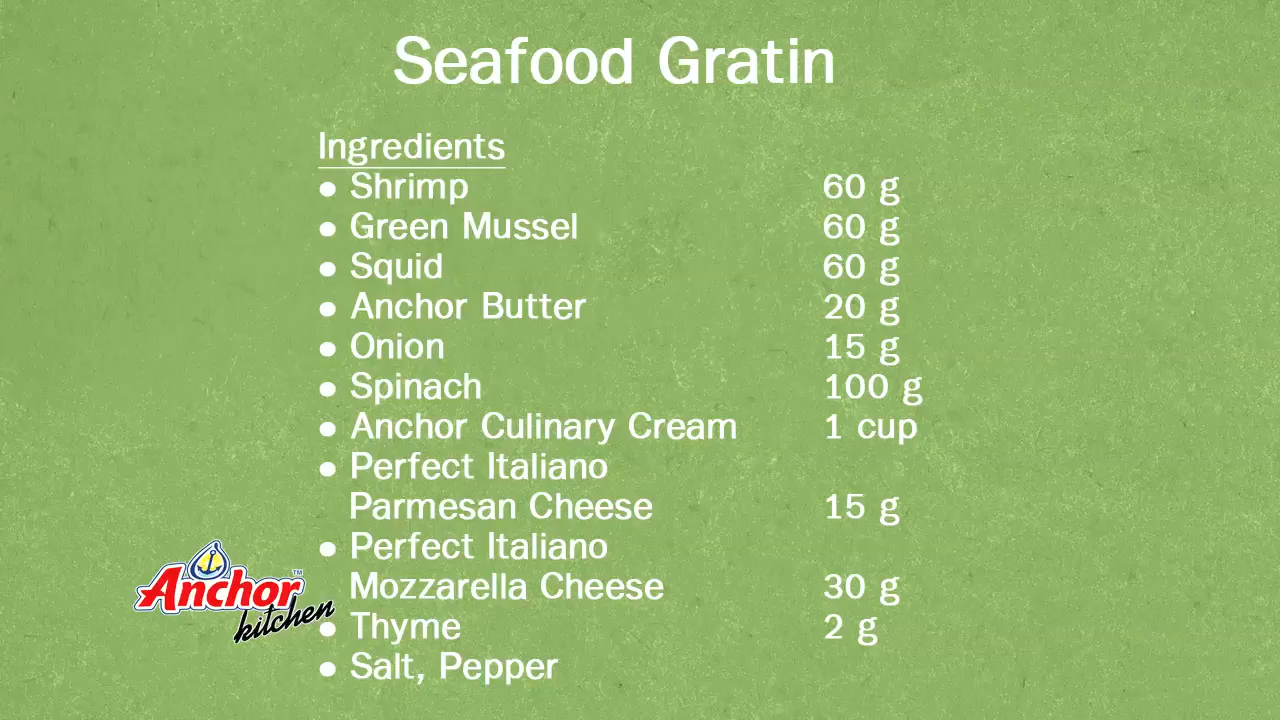 Seafood Gratin
Ingredients
• Shrimp 60 g
• Green Mussel 60 g
• Squid 60 g
• Anchor Butter 20 g
• Onion 15 g
• Spinach 100 g
• Anchor Culinary Cream 1 cup
• Perfect Italiano
Parmesan Cheese 15 g
• Perfect Italiano
Mozzarella Cheese 30 g
• Thyme 2 g
• Salt, Pepper
Anchor™
kitchen